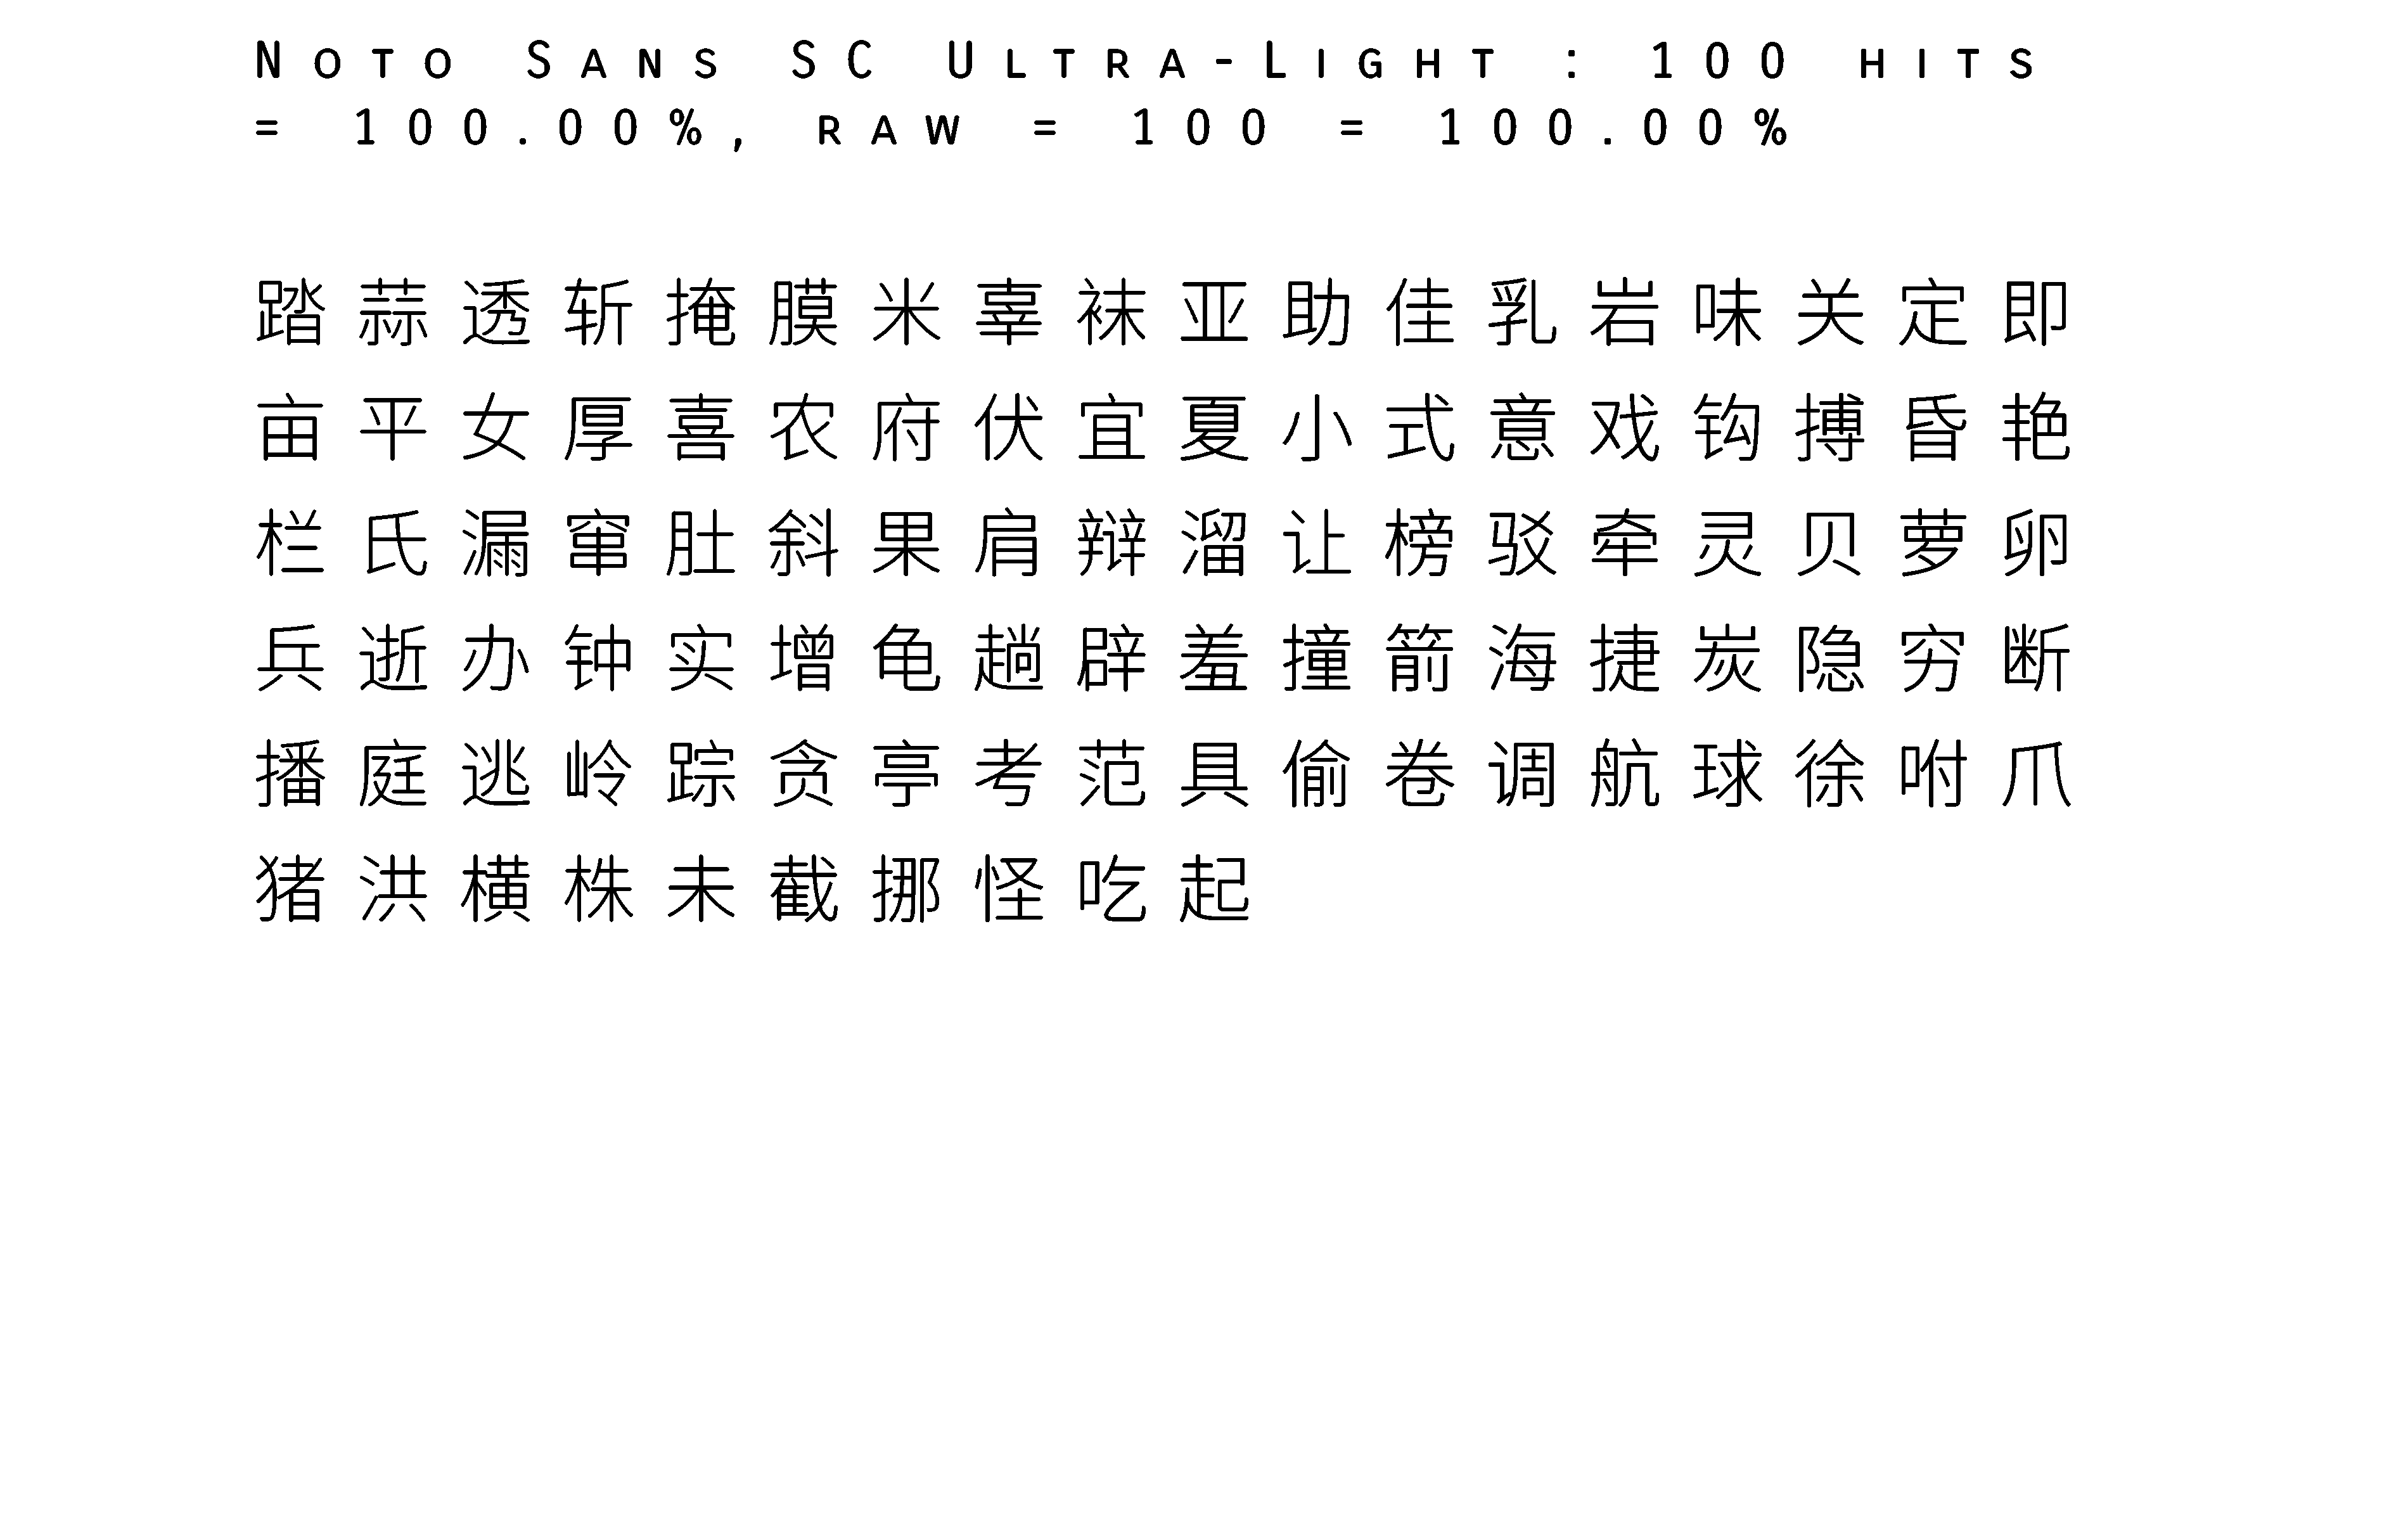 Noto Sans SC Ultra-Light : 100 hits
= 100.00%, raw = 100 = 100.00%
踏蒜透斩掩膜米辜袜亚助佳乳岩味关定即
亩平女厚喜农府伏宜夏小式意戏钩搏昏艳
栏氏漏窜肚斜果肩辩溜让榜驳牵灵贝萝卵
兵逝办钟实增龟趟辟羞撞箭海捷炭隐穷断
播庭逃岭踪贪亭考范具偷卷调航球徐咐爪
猪洪横株未截挪怪吃起